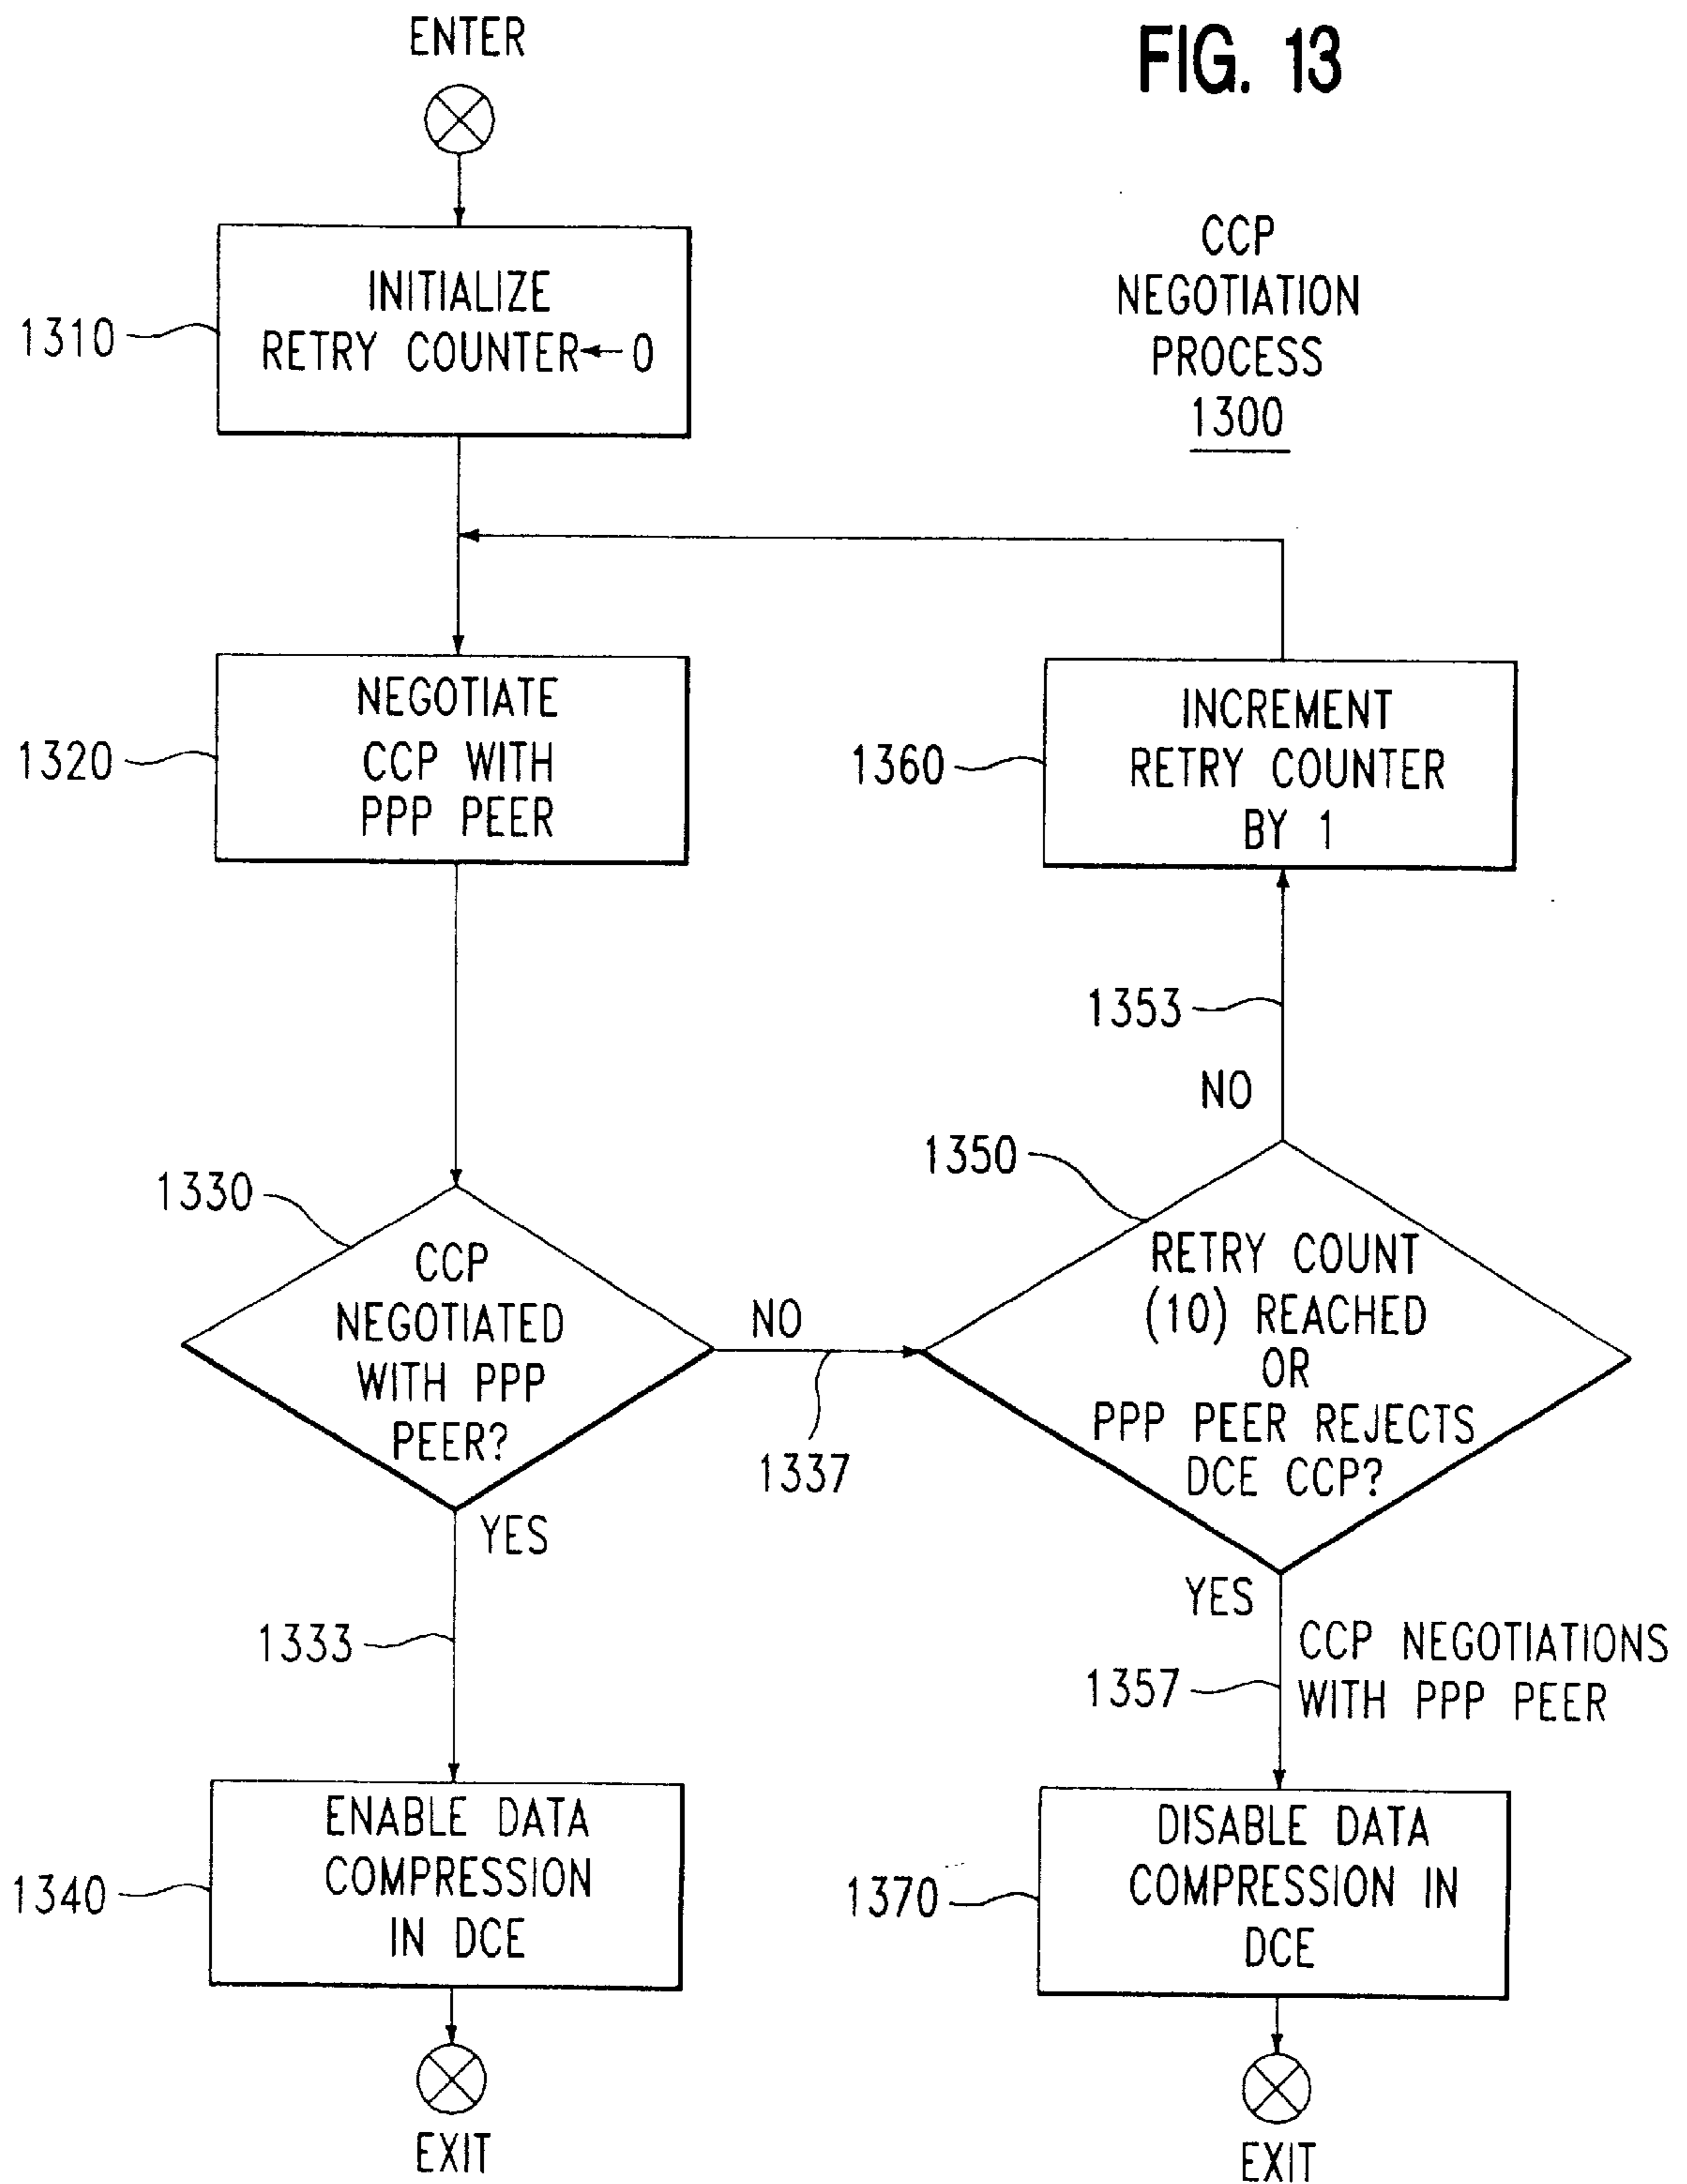 ENTER
FIG. 13
CCP
NEGOTIATION
PROCESS
1300
INITIALIZE
RETRY COUNTER←0
1310
NEGOTIATE
CCP WITH
PPP PEER
1320
INCREMENT
RETRY COUNTER
BY 1
1360
1353
NO
1330
CCP
NEGOTIATED
WITH PPP
PEER?
NO
1337
1350
RETRY COUNT
(10) REACHED
OR
PPP PEER REJECTS
DCE CCP?
YES
1333
YES
1357
CCP NEGOTIATIONS
WITH PPP PEER
ENABLE DATA
COMPRESSION
IN DCE
1340
DISABLE DATA
COMPRESSION IN
DCE
1370
EXIT
EXIT